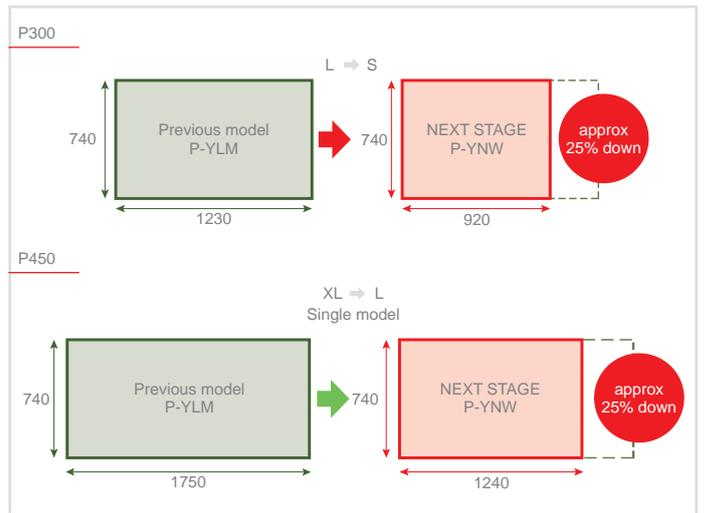 P300
L S
740
Previous model
P-YLM
1230
740
NEXT STAGE
P-YNW
920
approx
25% down
P450
XL L
Single model
740
Previous model
P-YLM
1750
740
NEXT STAGE
P-YNW
1240
approx
25% down